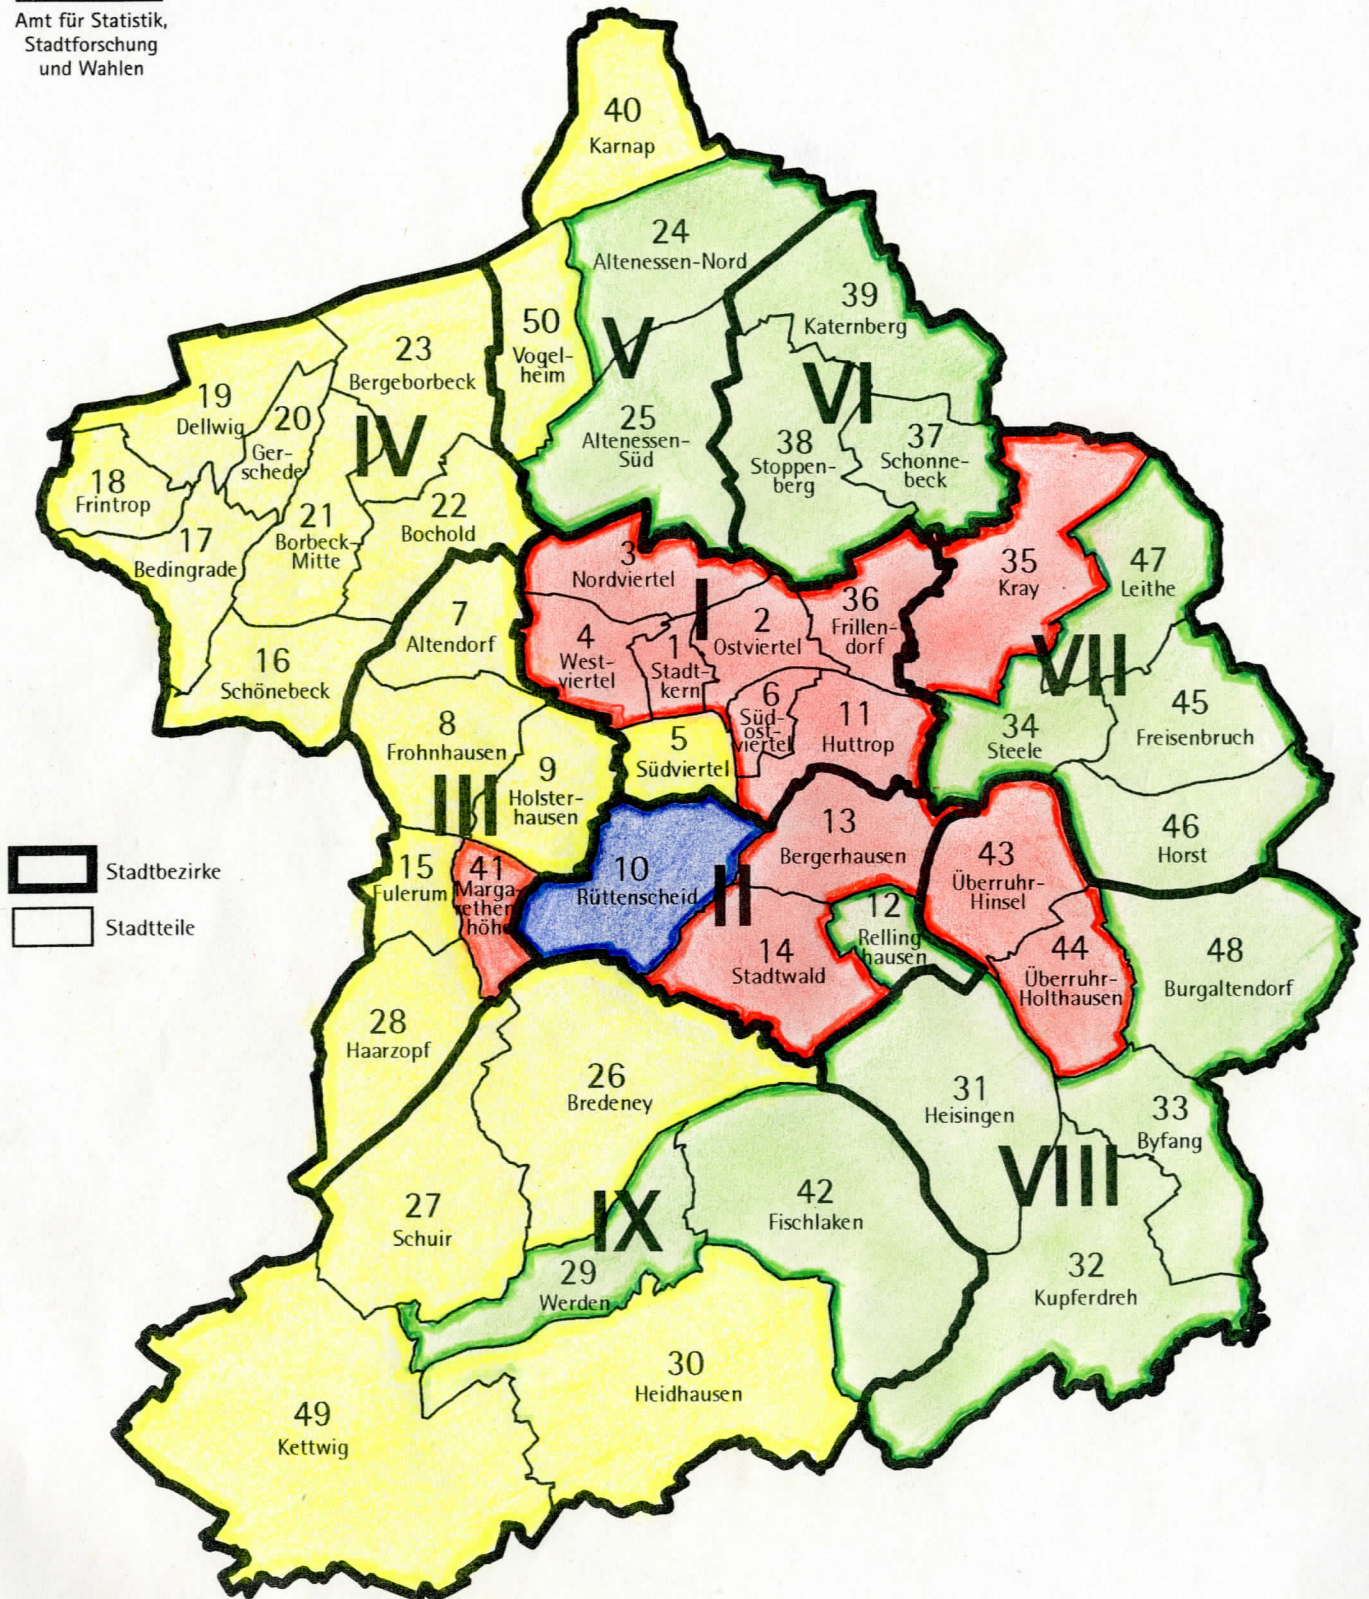 Amt für Statistik,
Stadtforschung
und Wahlen
40
Karnap
24
Altenessen-Nord
39
Katernberg
50
Vogel-
heim
V
23
Bergeborbeck
VI
19
Dellwig
20
Ger-
schede
IV
25
Altenessen-
Süd
38
Stoppen-
berg
37
Schonne-
beck
18
Frintrop
22
Bochold
21
Borbeck-
Mitte
17
Bedingrade
3
Nordviertel
35
Kray
47
Leithe
7
Altendorf
I
2
Ostviertel
36
Frillen-
dorf
4
West-
viertel
1
Stadt-
kern
VII
16
Schönebeck
6
Süd-
ost-
viertel
11
Huttrop
45
Freisenbruch
34
Steele
8
Frohnhausen
5
Südviertel
9
Holster-
hausen
III
13
Bergerhausen
46
Horst
Stadtbezirke
15
Fulerum
41
Marga-
rethen
höhe
10
Rüttenscheid
II
43
Überruhr-
Hinsel
12
Relling
hausen
Stadtteile
14
Stadtwald
44
Überruhr-
Holthausen
48
Burgaltendorf
28
Haarzopf
26
Bredeney
31
Heisingen
33
Byfang
VIII
27
Schuir
IX
42
Fischlaken
29
Werden
32
Kupferdreh
30
Heidhausen
49
Kettwig